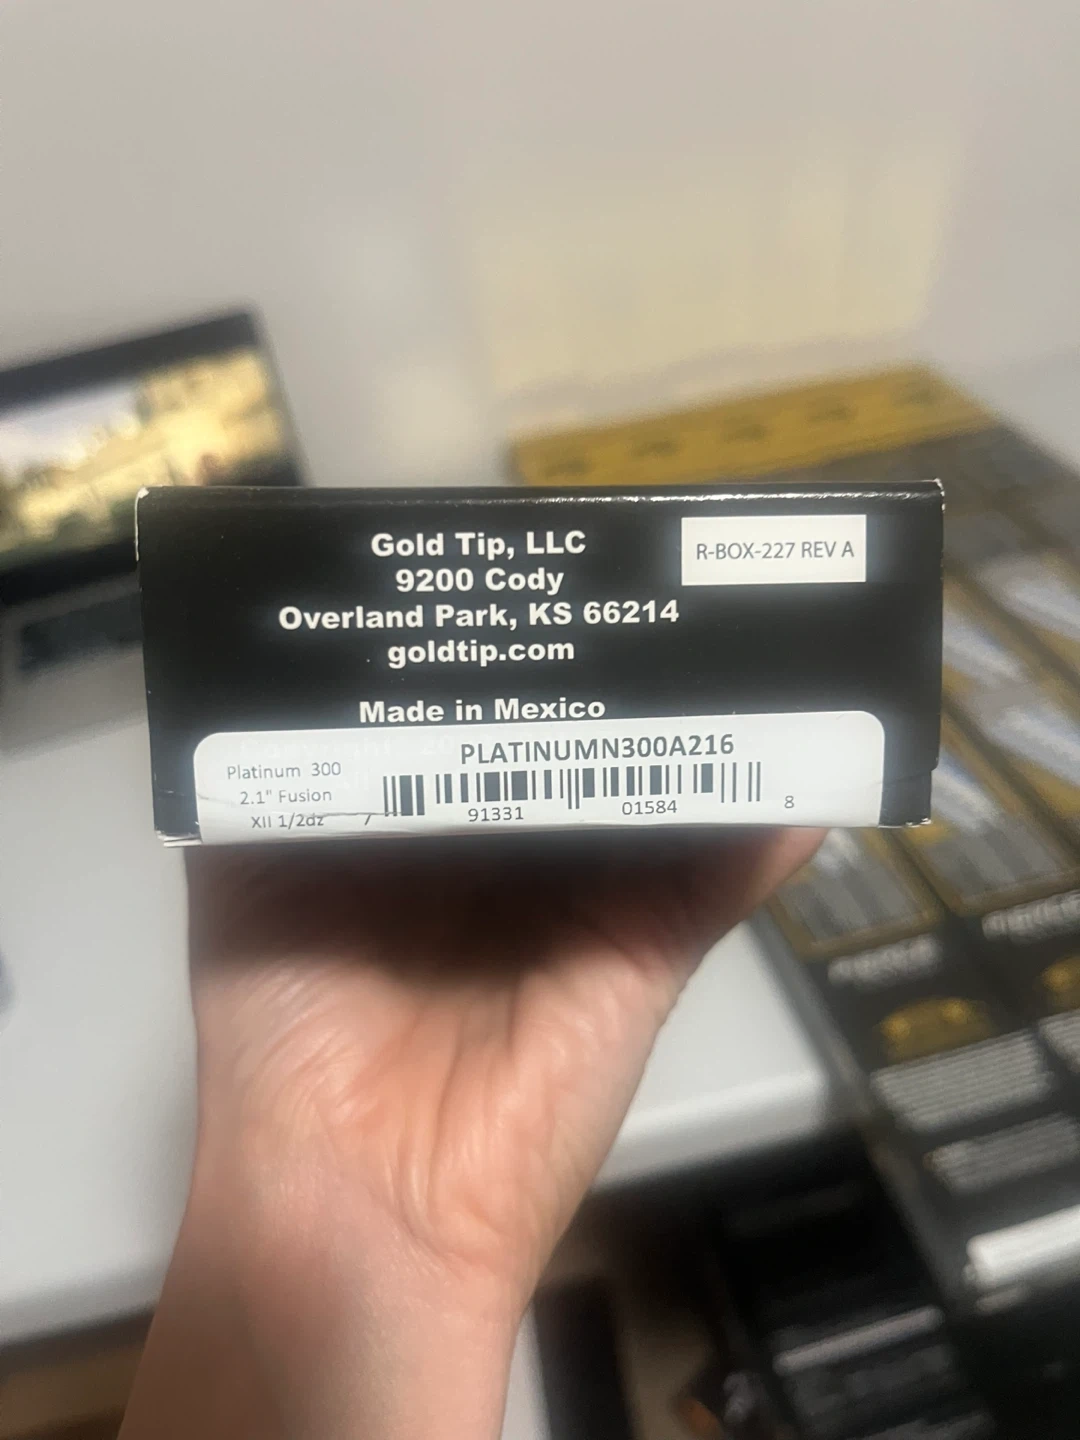 Gold Tip, LLC
9200 Cody
Overland Park, KS 66214
goldtip.com
Made in Mexico
R-BOX-227 REV A
PLATINUMN300A216
Platinum 300
2.1" Fusion
XII 1/2dz
7 91331 01584 8